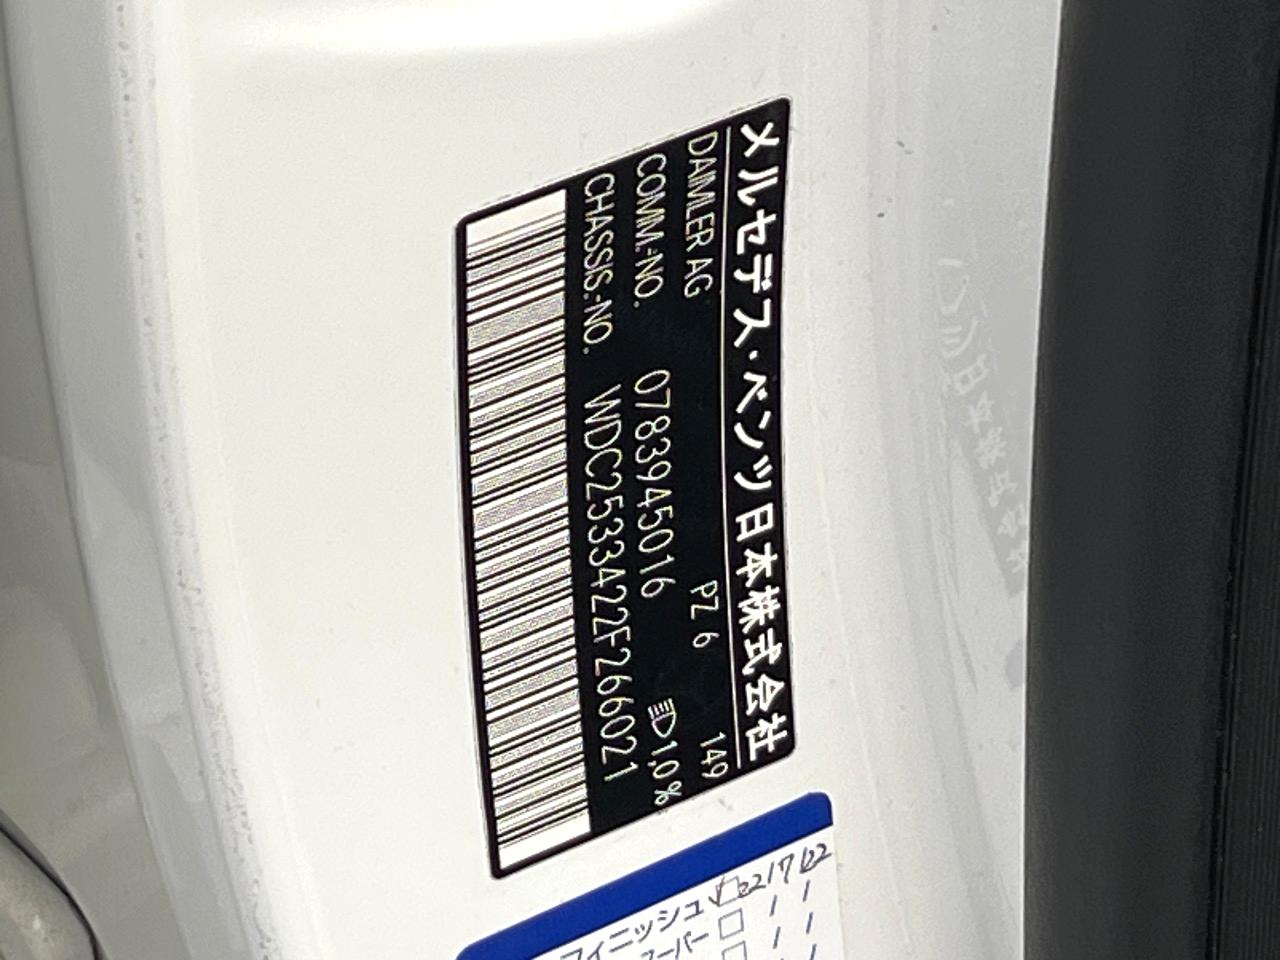 メルセデス・ベンツ日本株式会社
DAIMLER AG PZ 6 149
COMM.-NO. 0783945016 1,0%
CHASSIS.-NO. WDC2533422F266021
フィニッシュ